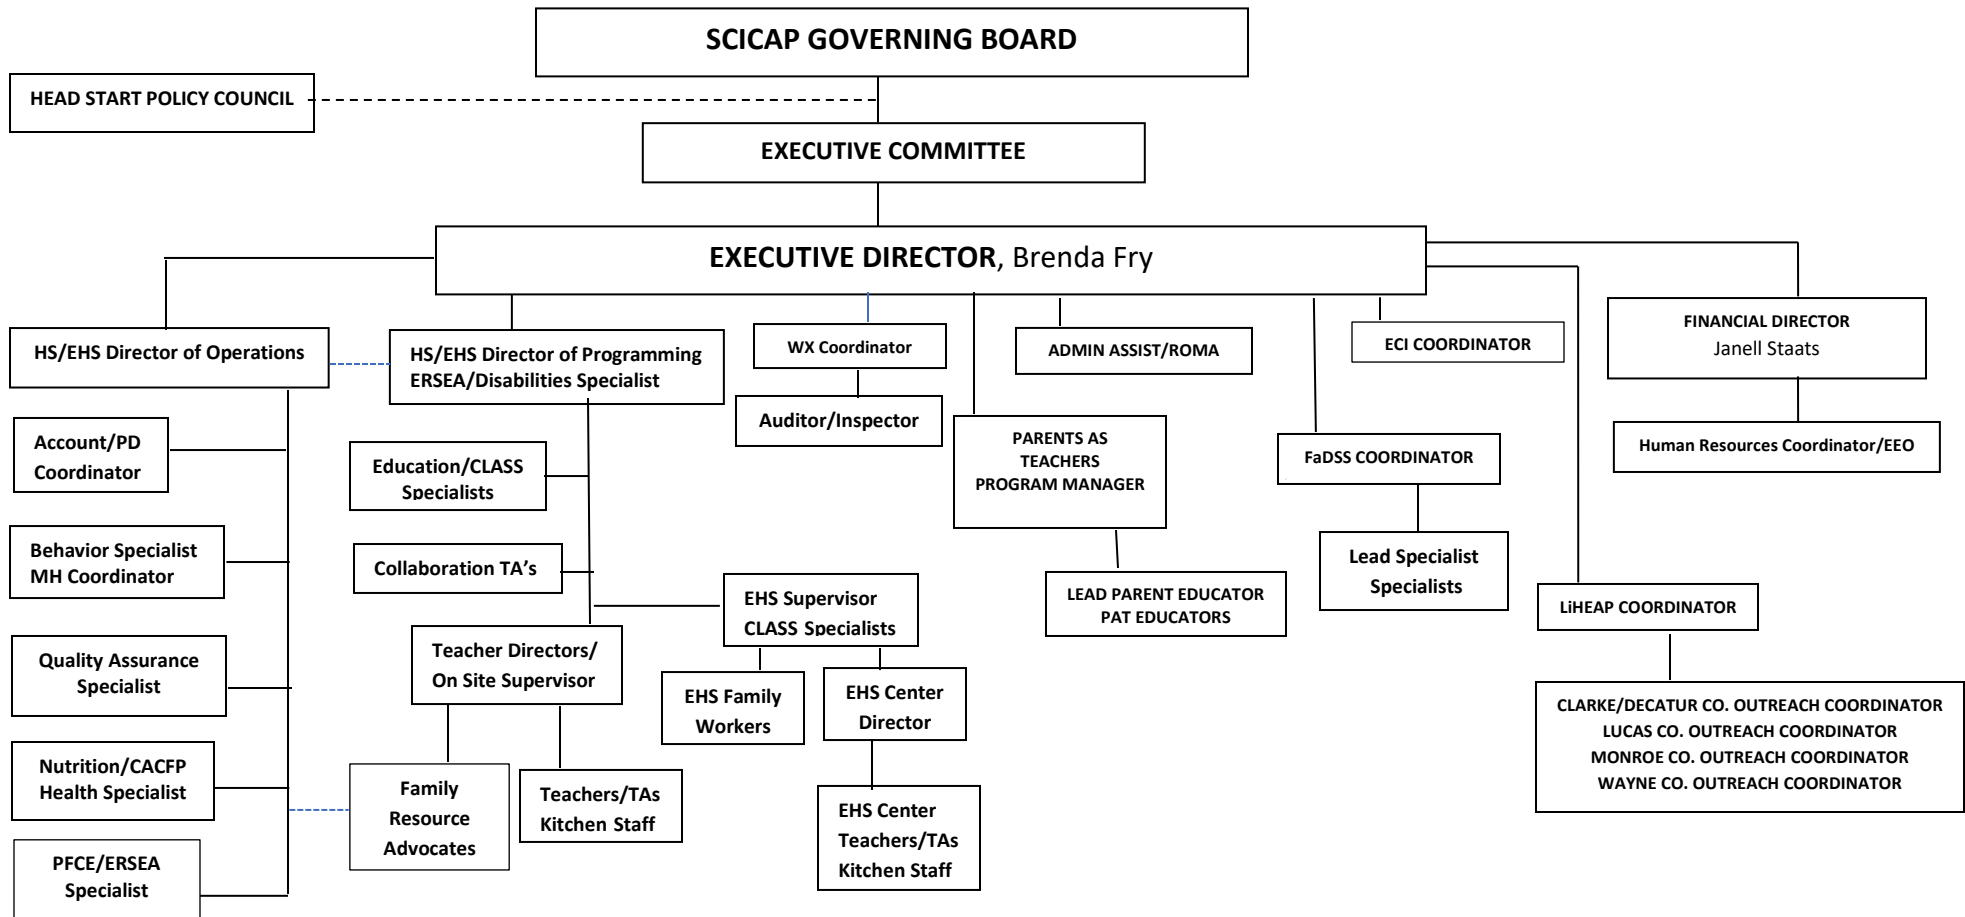 SCICAP GOVERNING BOARD
HEAD START POLICY COUNCIL
EXECUTIVE COMMITTEE
EXECUTIVE DIRECTOR, Brenda Fry
HS/EHS Director of Operations
HS/EHS Director of Programming
ERSEA/Disabilities Specialist
WX Coordinator
ADMIN ASSIST/ROMA
ECI COORDINATOR
FINANCIAL DIRECTOR
Janell Staats
Account/PD
Coordinator
Education/CLASS
Specialists
Auditor/Inspector
PARENTS AS
TEACHERS
PROGRAM MANAGER
FaDSS COORDINATOR
Human Resources Coordinator/EEO
Behavior Specialist
MH Coordinator
Collaboration TA’s
EHS Supervisor
CLASS Specialists
LEAD PARENT EDUCATOR
PAT EDUCATORS
Lead Specialist
Specialists
LiHEAP COORDINATOR
Quality Assurance
Specialist
Teacher Directors/
On Site Supervisor
EHS Family
Workers
EHS Center
Director
CLARKE/DECATUR CO. OUTREACH COORDINATOR
LUCAS CO. OUTREACH COORDINATOR
MONROE CO. OUTREACH COORDINATOR
WAYNE CO. OUTREACH COORDINATOR
Nutrition/CACFP
Health Specialist
Family
Resource
Advocates
Teachers/TAs
Kitchen Staff
EHS Center
Teachers/TAs
Kitchen Staff
PFCE/ERSEA
Specialist